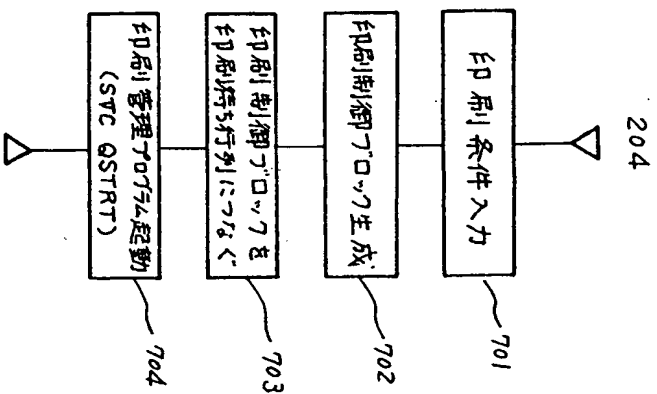 204
印刷条件入力
701
印刷制御ブロック生成
702
印刷制御ブロックを
印刷待ち行列につなぐ
703
印刷管理プログラム起動
(SVC QSTRT)
704